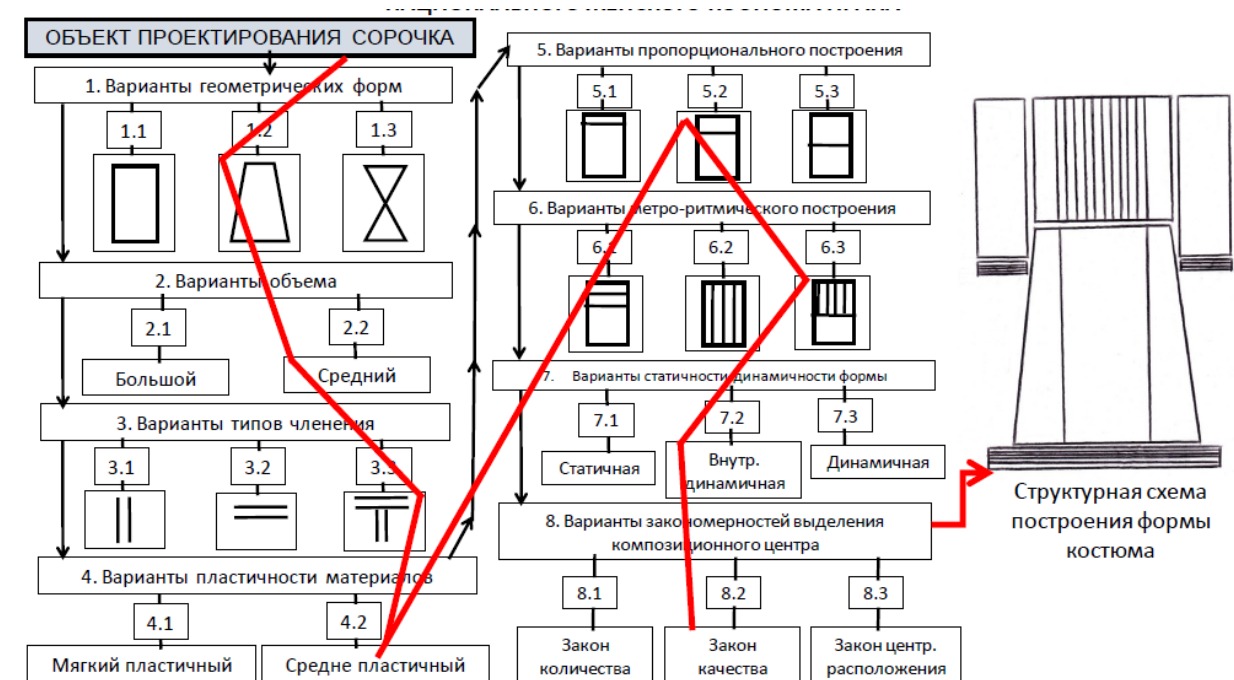 ОБЪЕКТ ПРОЕКТИРОВАНИЯ СОРОЧКА
1. Варианты геометрических форм
1.1
1.2
1.3
2. Варианты объема
2.1
2.2
Большой
Средний
3. Варианты типов членения
3.1
3.2
3.3
4. Варианты пластичности материалов
4.1
4.2
Мягкий пластичный
Средне пластичный
5. Варианты пропорционального построения
5.1
5.2
5.3
6. Варианты метро-ритмического построения
6.1
6.2
6.3
7. Варианты статичности динамичности формы
7.1
7.2
7.3
Статичная
Внутр.
динамичная
Динамичная
8. Варианты закономерностей выделения
композиционного центра
8.1
8.2
8.3
Закон
количества
Закон
качества
Закон центр.
расположения
Структурная схема
построения формы
костюма